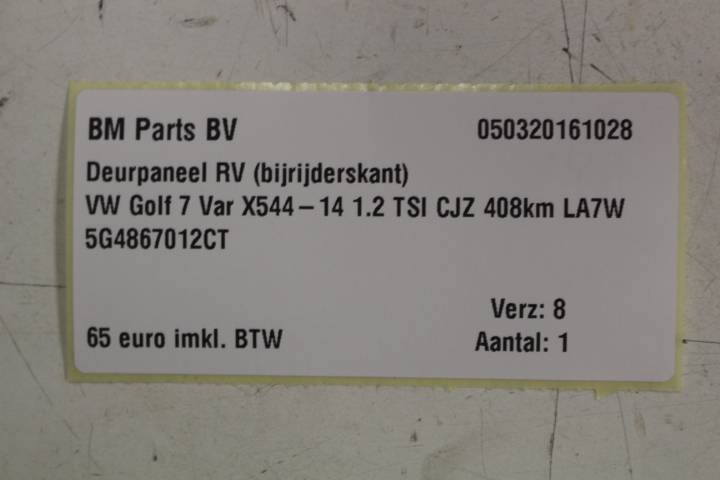 BM Parts BV 050320161028
Deurpaneel RV (bijrijderskant)
VW Golf 7 Var X544-14 1.2 TSI CJZ 408km LA7W
5G4867012CT
Verz: 8
65 euro imkl. BTW Aantal: 1